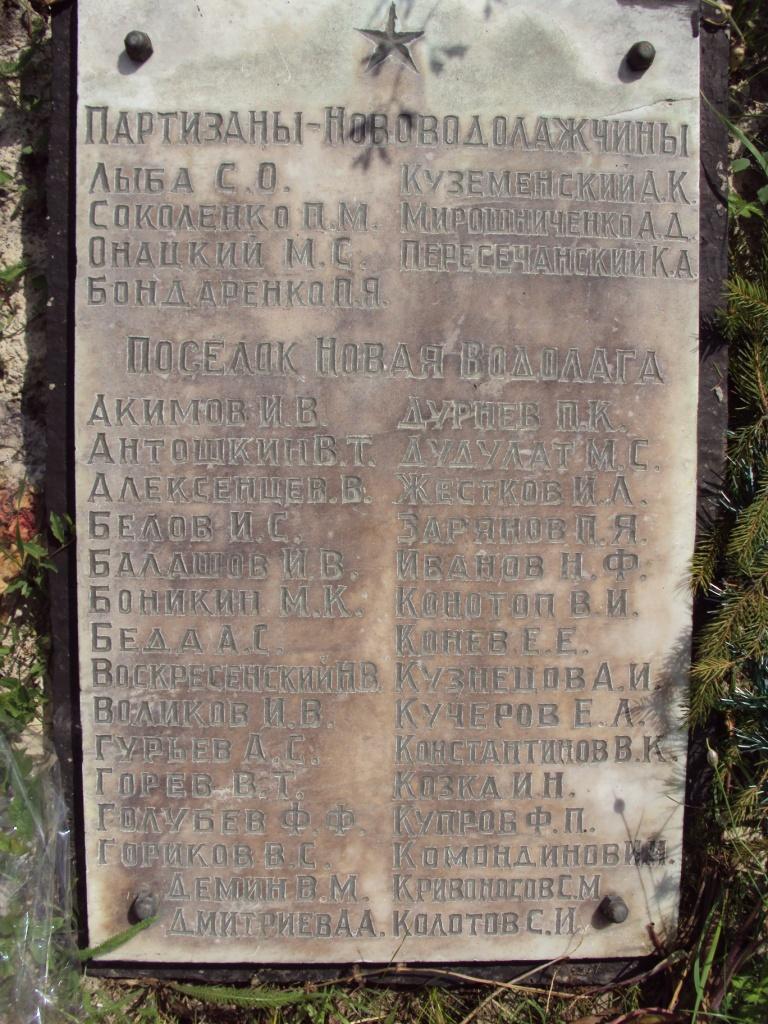 Партизаны-Нововодолажчины
Лыба С.О. Куземенский А.К.
Соколенко П.М. Мирошниченко А.Д.
Онацкий М.С. Пересечанский К.А.
Бондаренко П.Я.
Поселок Новая Водолага
Акимов И.В. Дурнев П.К.
Антошкин В.Т. Дудулат М.С.
Алексенцев.В. Жестков И.Л.
Белов И.С. Зарянов П.Я.
Балашов И.В. Иванов Н.Ф.
Боникин М.К. Конотоп В.И.
Беда А.С. Конев.Е.Е.
Воскресенский Н.В. Кузнецов А.И.
Воликов И.В. Кучеров Е.Л.
Гурьев А.С. Константинов В.К.
Горев В.Т. Козка И.Н.
Голубев Ф.Ф. Купров Ф.П.
Гориков В.С. Комондинов
Демин В.М. Кривоносов С.М
Дмитриев А.А. Колотов С.И